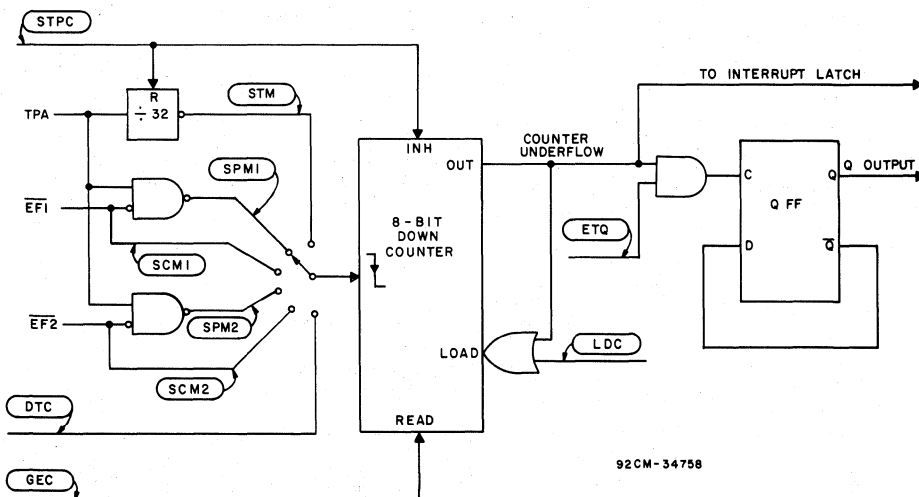 STPC
TO INTERRUPT LATCH
R
÷ 32
STM
TPA
INH
OUT
COUNTER
UNDERFLOW
SPM1
C
Q
Q OUTPUT
EF1
8-BIT
DOWN
COUNTER
Q FF
ETQ
SCM1
D
Q
SPM2
EF2
LOAD
LDC
SCM2
DTC
READ
92CM-34758
GEC